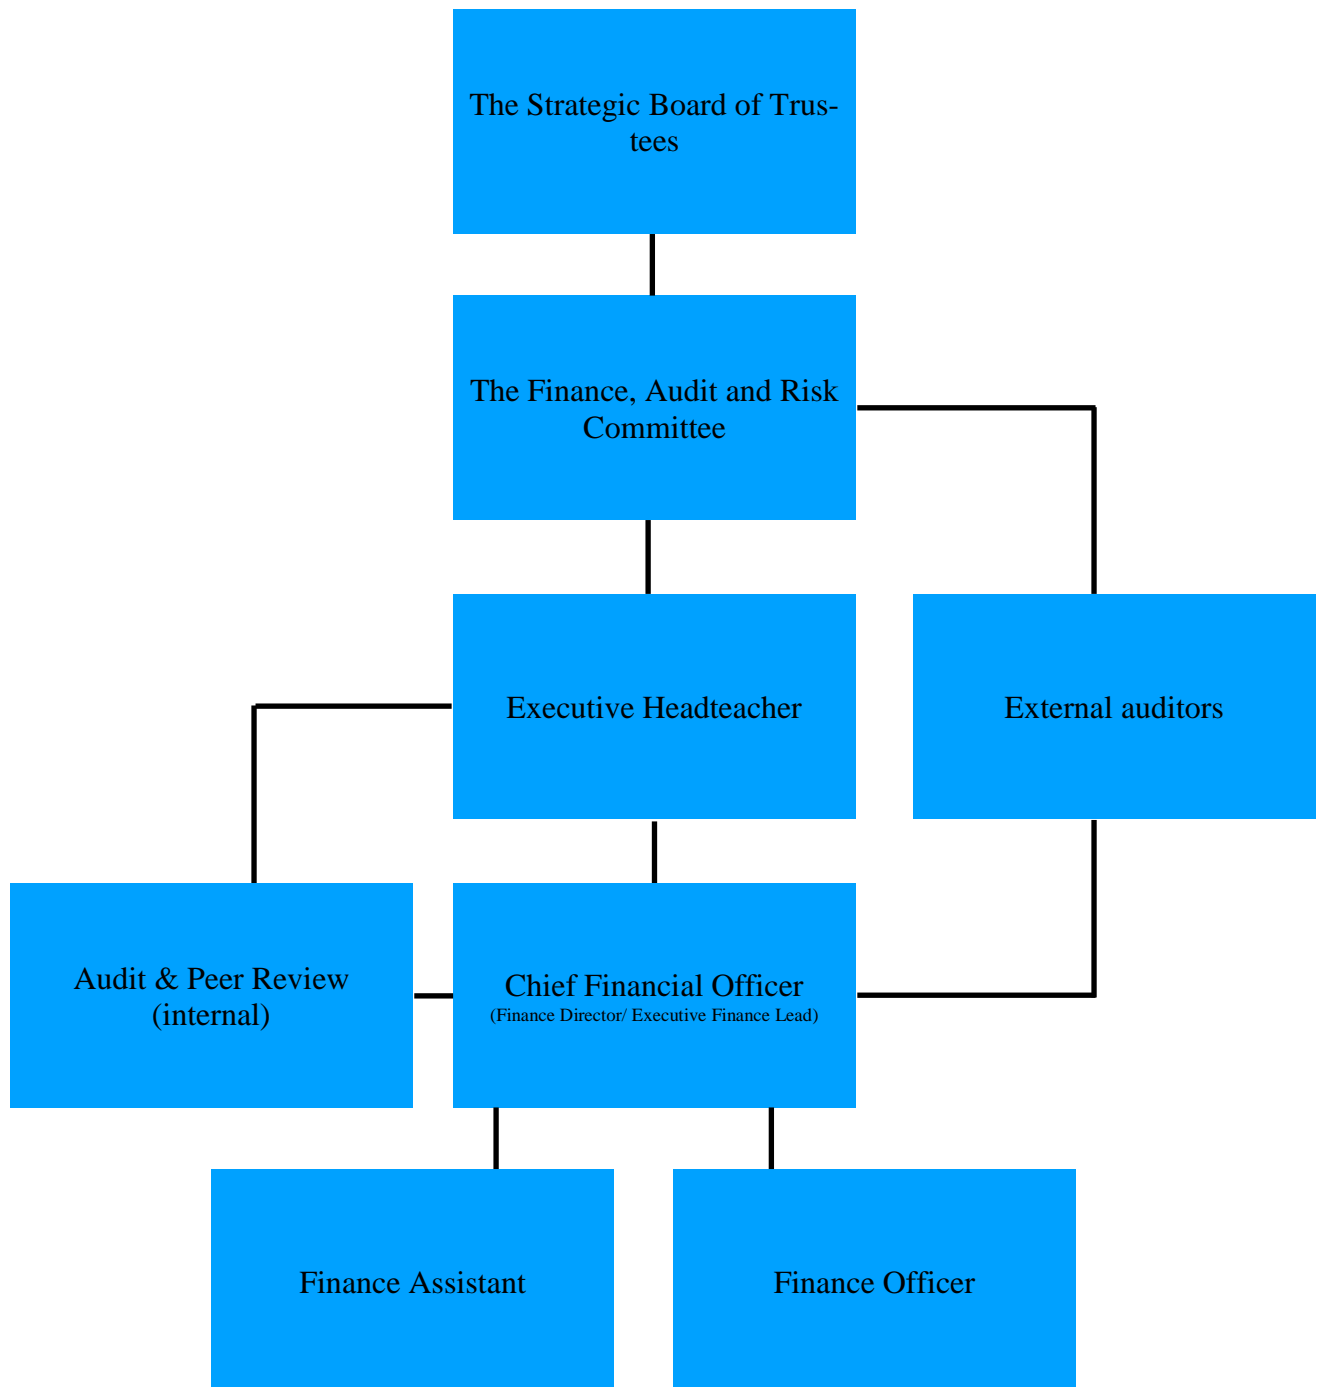 The Strategic Board of Trus-
tees
The Finance, Audit and Risk
Committee
Executive Headteacher
External auditors
Audit & Peer Review
(internal)
Chief Financial Officer
(Finance Director/ Executive Finance Lead)
Finance Assistant
Finance Officer